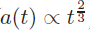 a(t) ∝ t^{2/3}